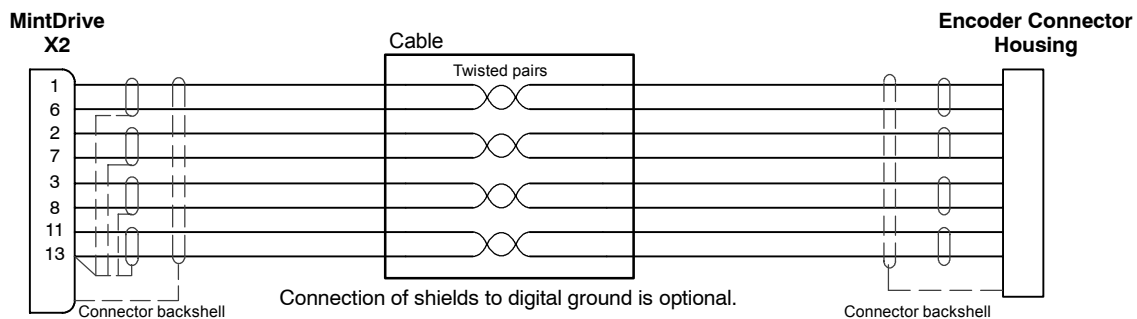 MintDrive
X2
Encoder Connector
Housing
Cable
Twisted pairs
1
6
2
7
3
8
11
13
Connection of shields to digital ground is optional.
Connector backshell
Connector backshell